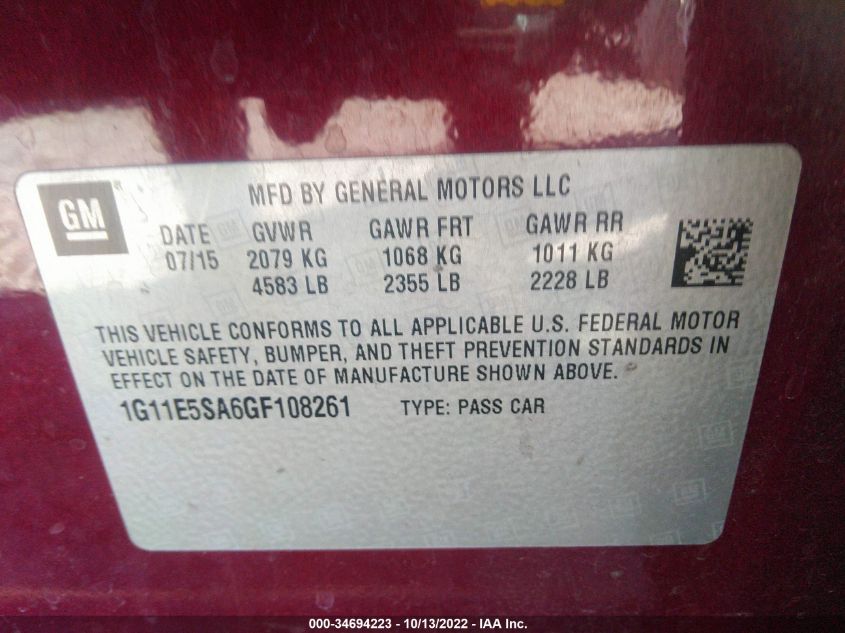 GM
MFD BY GENERAL MOTORS LLC
DATE GVWR GAWR FRT GAWR RR
07/15 2079 KG 1068 KG 1011 KG
4583 LB 2355 LB 2228 LB
THIS VEHICLE CONFORMS TO ALL APPLICABLE U.S. FEDERAL MOTOR
VEHICLE SAFETY, BUMPER, AND THEFT PREVENTION STANDARDS IN
EFFECT ON THE DATE OF MANUFACTURE SHOWN ABOVE.
1G11E5SA6GF108261 TYPE: PASS CAR
000-34694223 - 10/13/2022 - IAA Inc.